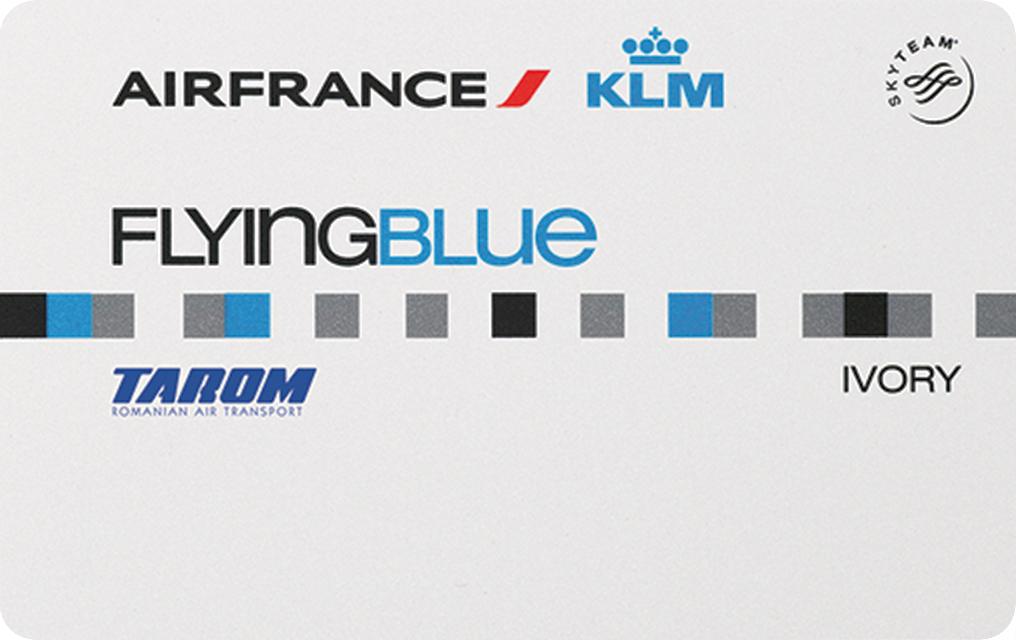 AIRFRANCE KLM
SKYTEAM
FLYINGBLUE
TAROM
ROMANIAN AIR TRANSPORT
IVORY